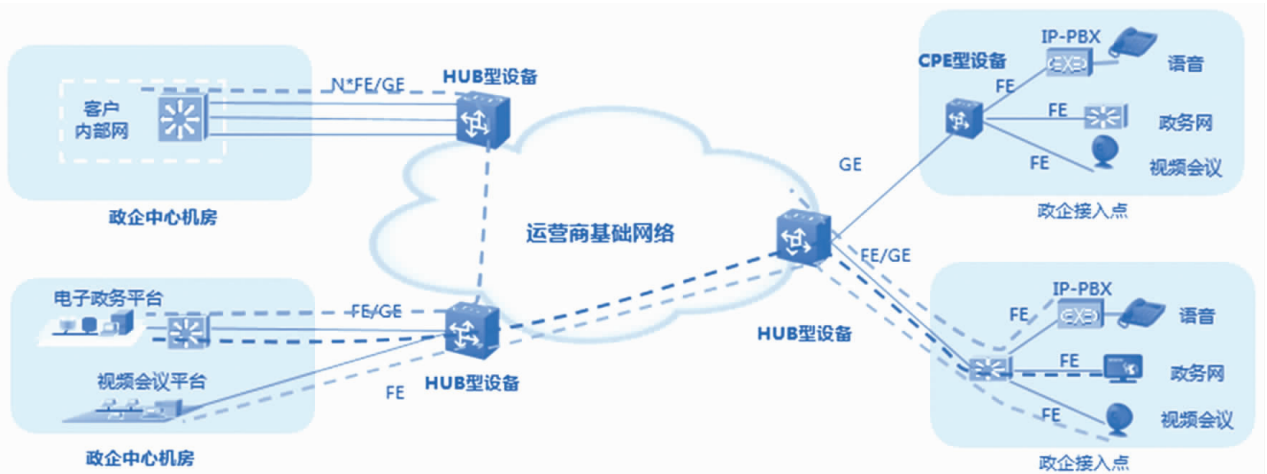 客户
内部网
N*FE/GE
HUB型设备
政企中心机房
电子政务平台
FE/GE
视频会议平台
FE
HUB型设备
政企中心机房
运营商基础网络
HUB型设备
GE
FE/GE
CPE型设备
IP-PBX
语音
FE
FE
政务网
FE
视频会议
政企接入点
IP-PBX
FE
语音
FE
政务网
FE
视频会议
政企接入点